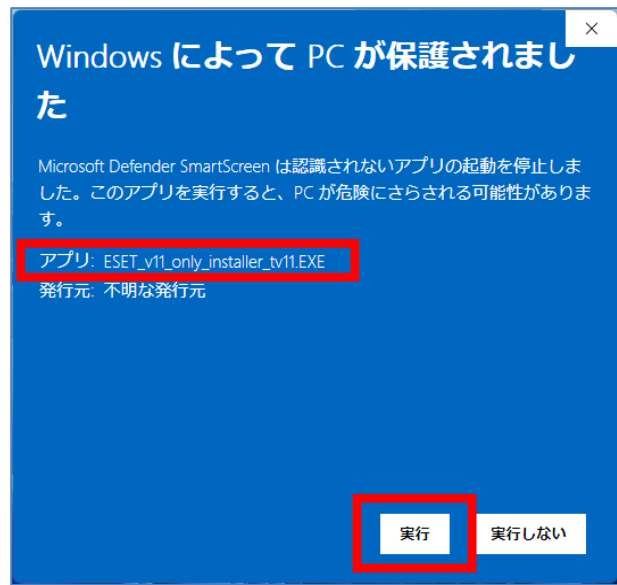 Windows によって PC が保護されまし
た
Microsoft Defender SmartScreen は認識されないアプリの起動を停止しま
した。このアプリを実行すると、PC が危険にさらされる可能性がありま
す。
アプリ: ESET_v11_only_installer_tv11.EXE
発行元: 不明な発行元
実行 実行しない